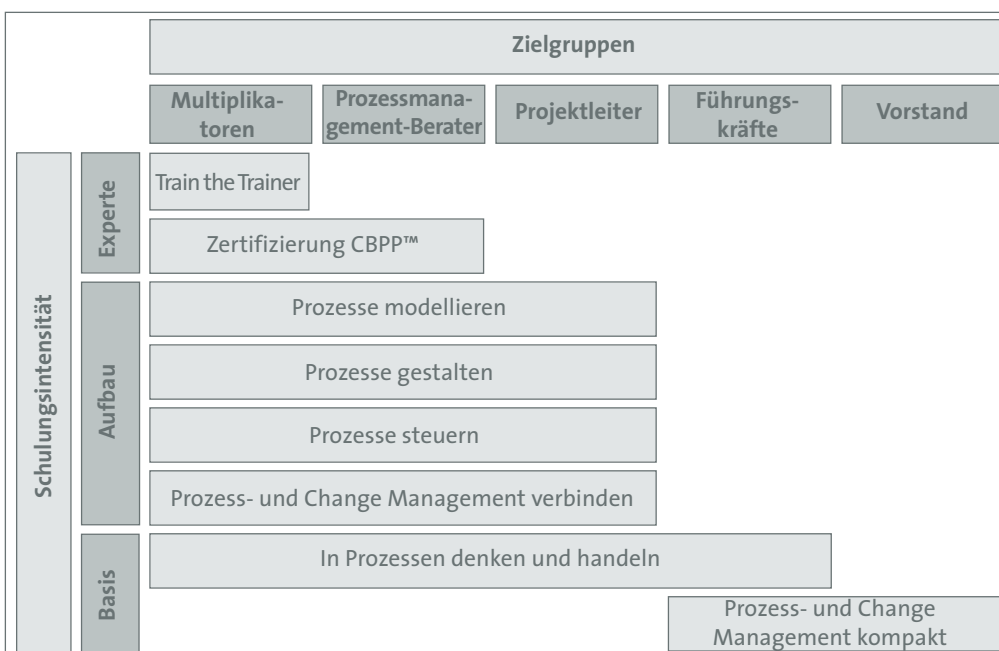 Zielgruppen
Multiplika-
toren
Prozessmana-
gement-Berater
Projektleiter
Führungs-
kräfte
Vorstand
Schulungsintensität
Experte
Train the Trainer
Zertifizierung CBPP™
Aufbau
Prozesse modellieren
Prozesse gestalten
Prozesse steuern
Prozess- und Change Management verbinden
Basis
In Prozessen denken und handeln
Prozess- und Change
Management kompakt